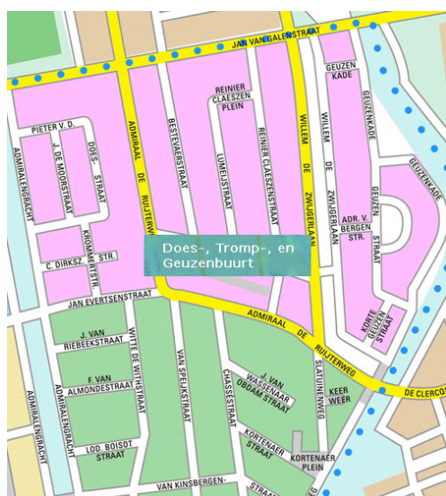 JAN VAN GALENSTRAAT
GEUZEN
KADE
GEUZENKADE
GEUZENKADE
REINIER
CLAESZEN
PLEIN
PIETER V. D.
DOES-
STRAAT
J. DE MOORSTRAAT
ADMIRALENGRACHT
ADMIRAAL DE RUIJTERWEG
BESTEVAERSTRAAT
LUMEIJSTRAAT
REINIER CLAESZENSTRAAT
WILLEM DE ZWIJGERLAAN
WILLEM DE ZWIJGERLAAN
GEUZEN
STRAAT
ADR. V.
BERGEN
STR.
KROMMERTSTR.
C. DIRKSZ. STR.
Does-, Tromp-, en
Geuzenbuurt
JAN EVERTSENSTRAAT
ADMIRAAL DE RUIJTERWEG
KORTE
GEUZEN
STRAAT
J. VAN
RIEBEEKSTRAAT
WITTE DE WITHSTRAAT
VAN SPEIJKSTRAAT
CHASSÉSTRAAT
J. VAN
WASSENAAR
OBDAM STRAAT
SLATUINENWEG
KEER
WEER
DE CLERCQ
F. VAN
ALMONDESTRAAT
ADMIRALENGRACHT
ADMIRALENGRACHT
LOD. BOISOT
STRAAT
KORTENAER
STRAAT
KORTENAER
PLEIN
VAN KINSBERGEN-
STRAAT